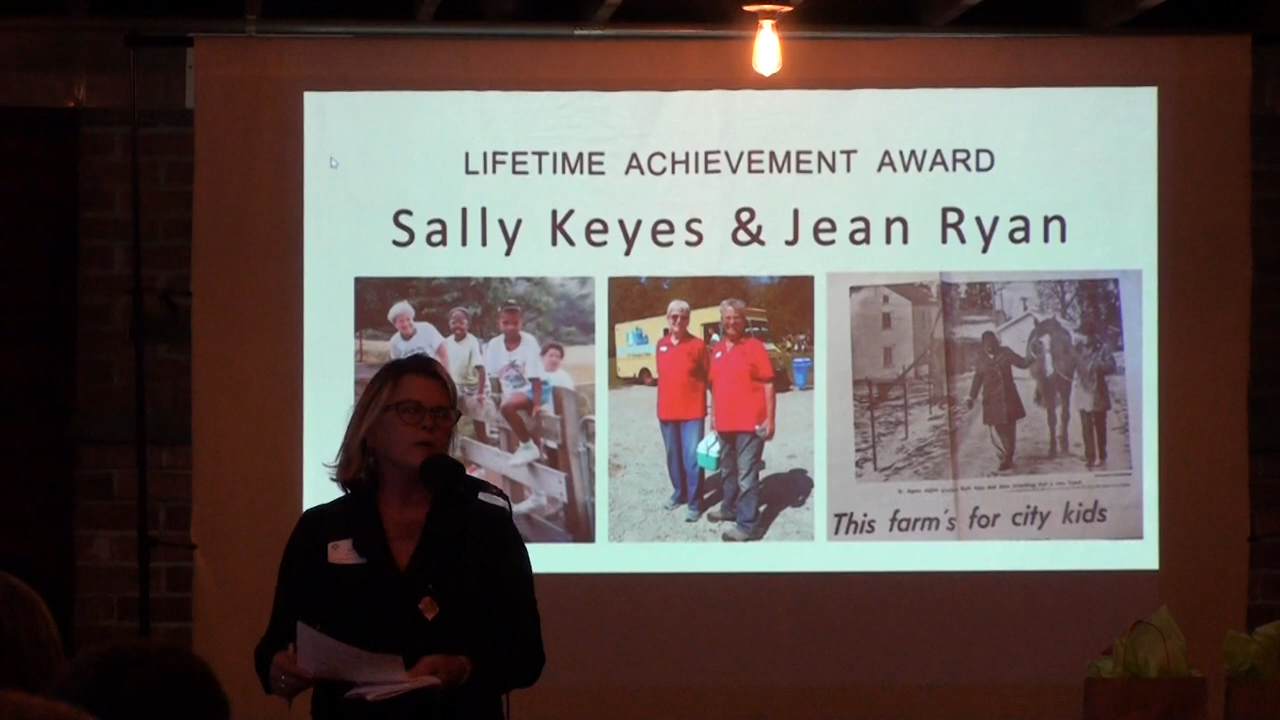 LIFETIME ACHIEVEMENT AWARD
Sally Keyes & Jean Ryan
This farm's for city kids